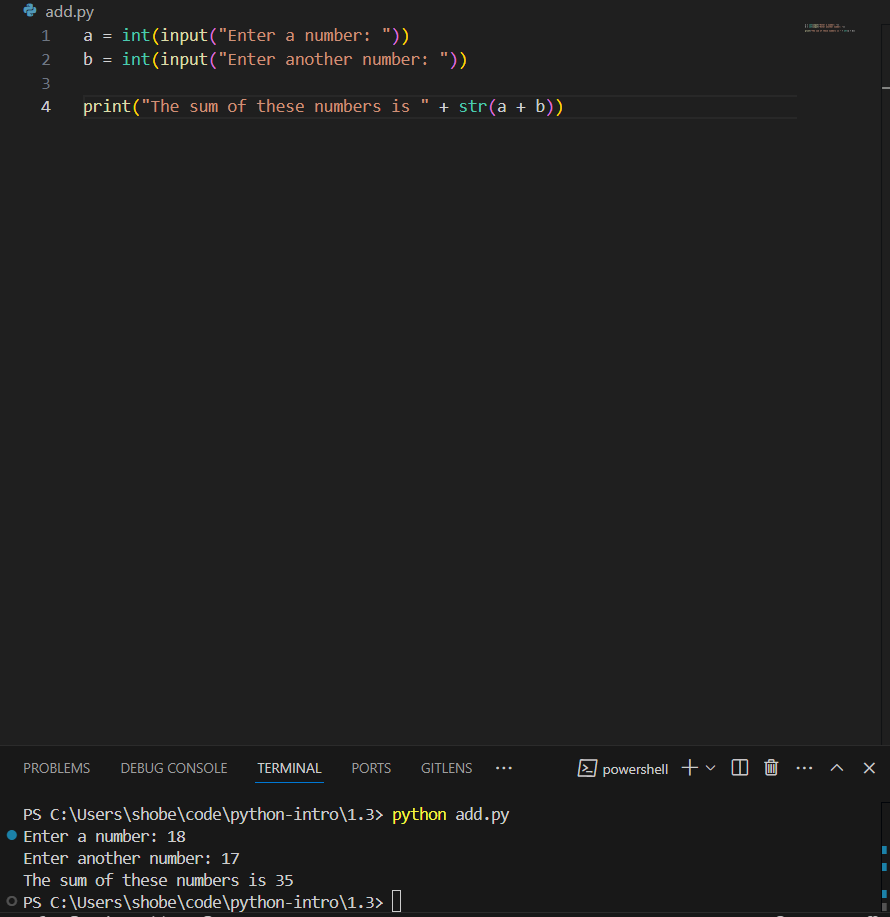 add.py
1 a = int(input("Enter a number: "))
2 b = int(input("Enter another number: "))
3
4 print("The sum of these numbers is " + str(a + b))
PROBLEMS DEBUG CONSOLE TERMINAL PORTS GITLENS ··· powershell
PS C:\Users\shobe\code\python-intro\1.3> python add.py
Enter a number: 18
Enter another number: 17
The sum of these numbers is 35
PS C:\Users\shobe\code\python-intro\1.3>